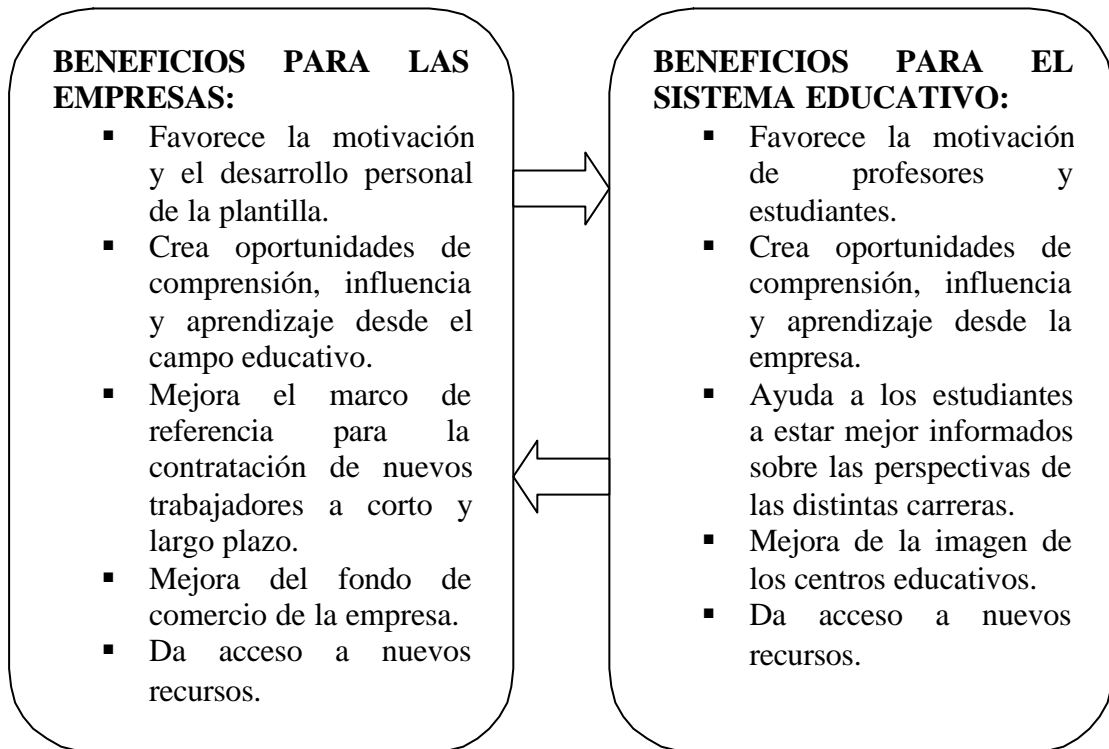 BENEFICIOS PARA LAS
EMPRESAS:
▪ Favorece la motivación
y el desarrollo personal
de la plantilla.
▪ Crea oportunidades de
comprensión, influencia
y aprendizaje desde el
campo educativo.
▪ Mejora el marco de
referencia para la
contratación de nuevos
trabajadores a corto y
largo plazo.
▪ Mejora del fondo de
comercio de la empresa.
▪ Da acceso a nuevos
recursos.
BENEFICIOS PARA EL
SISTEMA EDUCATIVO:
▪ Favorece la motivación
de profesores y
estudiantes.
▪ Crea oportunidades de
comprensión, influencia
y aprendizaje desde la
empresa.
▪ Ayuda a los estudiantes
a estar mejor informados
sobre las perspectivas de
las distintas carreras.
▪ Mejora de la imagen de
los centros educativos.
▪ Da acceso a nuevos
recursos.